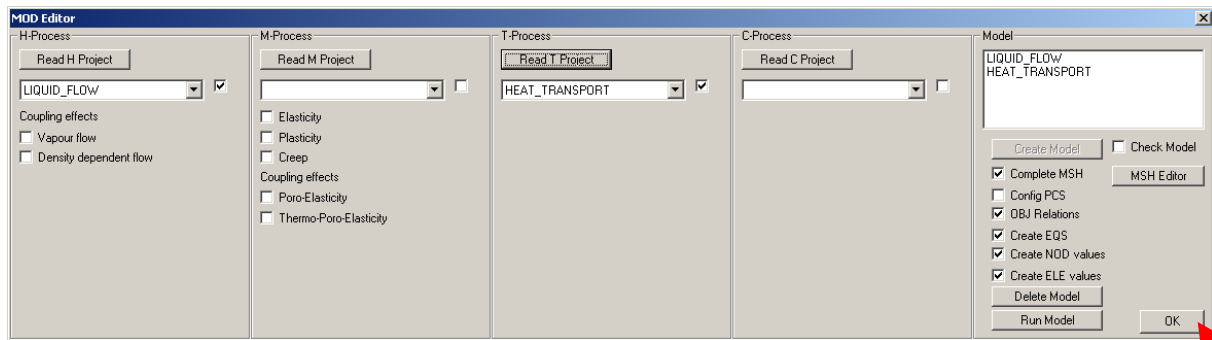 MOD Editor
H-Process
Read H Project
LIQUID_FLOW
Coupling effects
Vapour flow
Density dependent flow
M-Process
Read M Project
Elasticity
Plasticity
Creep
Coupling effects
Poro-Elasticity
Thermo-Poro-Elasticity
T-Process
Read T Project
HEAT_TRANSPORT
C-Process
Read C Project
Model
LIQUID_FLOW
HEAT_TRANSPORT
Create Model
Check Model
Complete MSH
MSH Editor
Config PCS
OBJ Relations
Create EQS
Create NOD values
Create ELE values
Delete Model
Run Model
OK